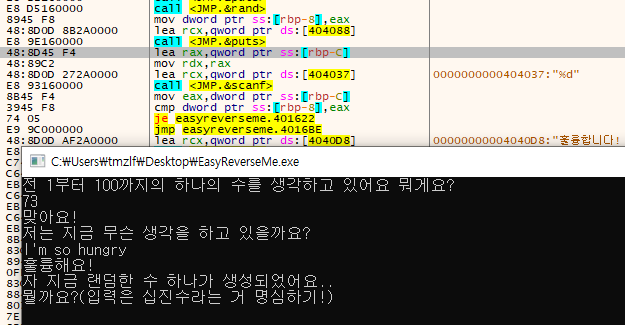 call <JMP.&rand>
E8 D5160000
8945 F8 mov dword ptr ss:[rbp-8],eax
48:8D0D 8B2A0000 lea rcx,qword ptr ds:[404088]
E8 9E160000 call <JMP.&puts>
48:8D45 F4 lea rax,qword ptr ss:[rbp-C]
48:89C2 mov rdx,rax
48:8D0D 272A0000 lea rcx,qword ptr ds:[404037] 0000000000404037:"%d"
E8 93160000 call <JMP.&scanf>
8B45 F4 mov eax,dword ptr ss:[rbp-C]
3945 F8 cmp dword ptr ss:[rbp-8],eax
74 05 je easyreverseme.401622
E9 9C000000 jmp easyreverseme.4016BE
48:8D0D AF2A0000 lea rcx,qword ptr ds:[4040D8] 00000000004040D8:"훌륭합니다!
C:₩Users₩tmzlf₩Desktop₩EasyReverseMe.exe
전 1부터 100까지의 하나의 수를 생각하고 있어요 뭐게요?
73
맞아요!
저는 지금 무슨 생각을 하고 있을까요?
I'm so hungry
훌륭해요!
자 지금 랜덤한 수 하나가 생성되었어요..
뭘까요?(입력은 십진수라는 거 명심하기!)